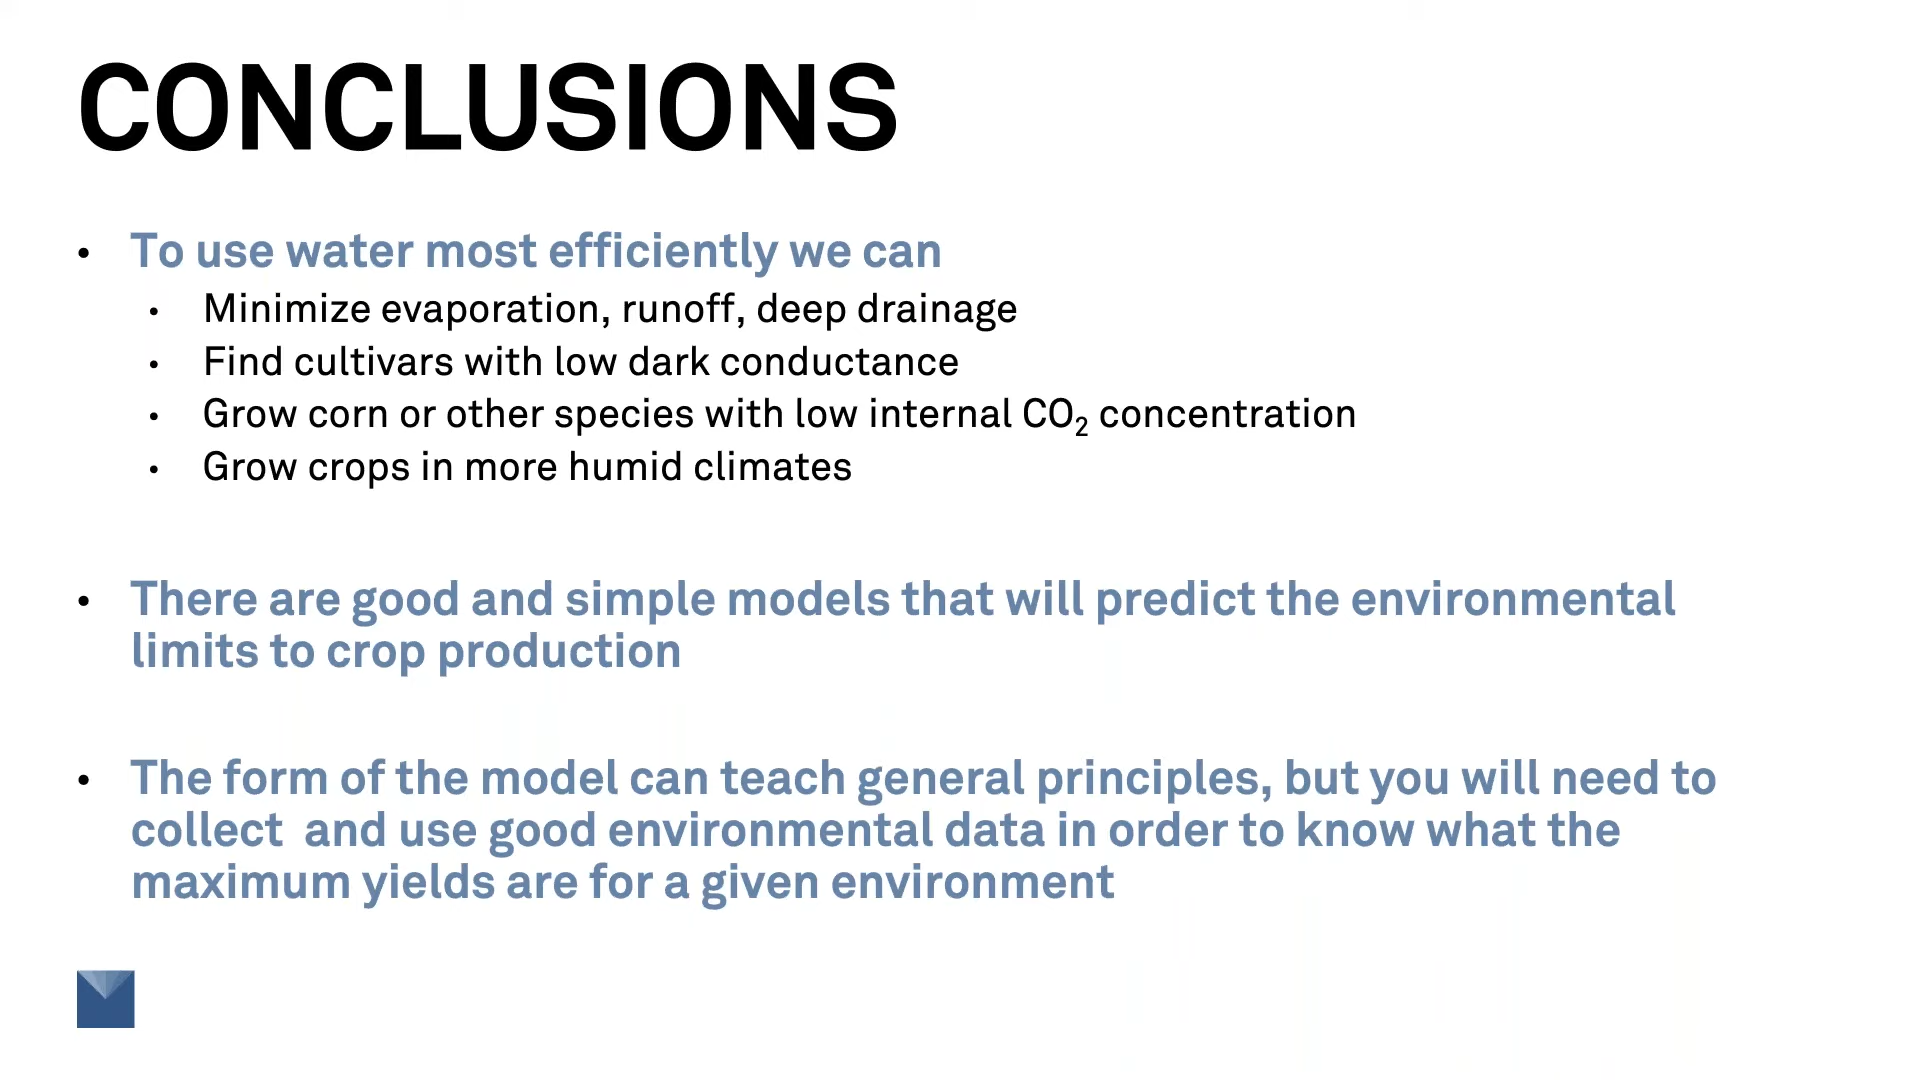 CONCLUSIONS
• To use water most efficiently we can
• Minimize evaporation, runoff, deep drainage
• Find cultivars with low dark conductance
• Grow corn or other species with low internal CO₂ concentration
• Grow crops in more humid climates
• There are good and simple models that will predict the environmental
limits to crop production
• The form of the model can teach general principles, but you will need to
collect  and use good environmental data in order to know what the
maximum yields are for a given environment